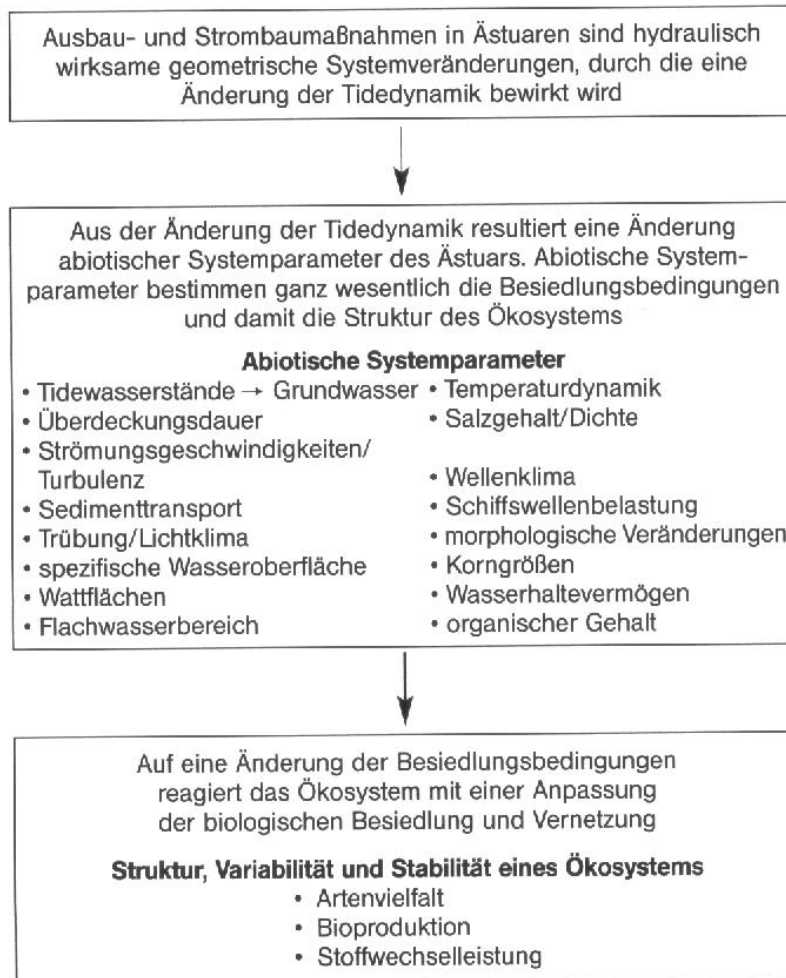 Ausbau- und Strombaumaßnahmen in Ästuaren sind hydraulisch
wirksame geometrische Systemveränderungen, durch die eine
Änderung der Tidedynamik bewirkt wird
Aus der Änderung der Tidedynamik resultiert eine Änderung
abiotischer Systemparameter des Ästuars. Abiotische System-
parameter bestimmen ganz wesentlich die Besiedlungsbedingungen
und damit die Struktur des Ökosystems
Abiotische Systemparameter
• Tidewasserstände → Grundwasser
• Überdeckungsdauer
• Strömungsgeschwindigkeiten/
Turbulenz
• Sedimenttransport
• Trübung/Lichtklima
• spezifische Wasseroberfläche
• Wattflächen
• Flachwasserbereich
• Temperaturdynamik
• Salzgehalt/Dichte
• Wellenklima
• Schiffswellenbelastung
• morphologische Veränderungen
• Korngrößen
• Wasserhaltevermögen
• organischer Gehalt
Auf eine Änderung der Besiedlungsbedingungen
reagiert das Ökosystem mit einer Anpassung
der biologischen Besiedlung und Vernetzung
Struktur, Variabilität und Stabilität eines Ökosystems
• Artenvielfalt
• Bioproduktion
• Stoffwechselleistung